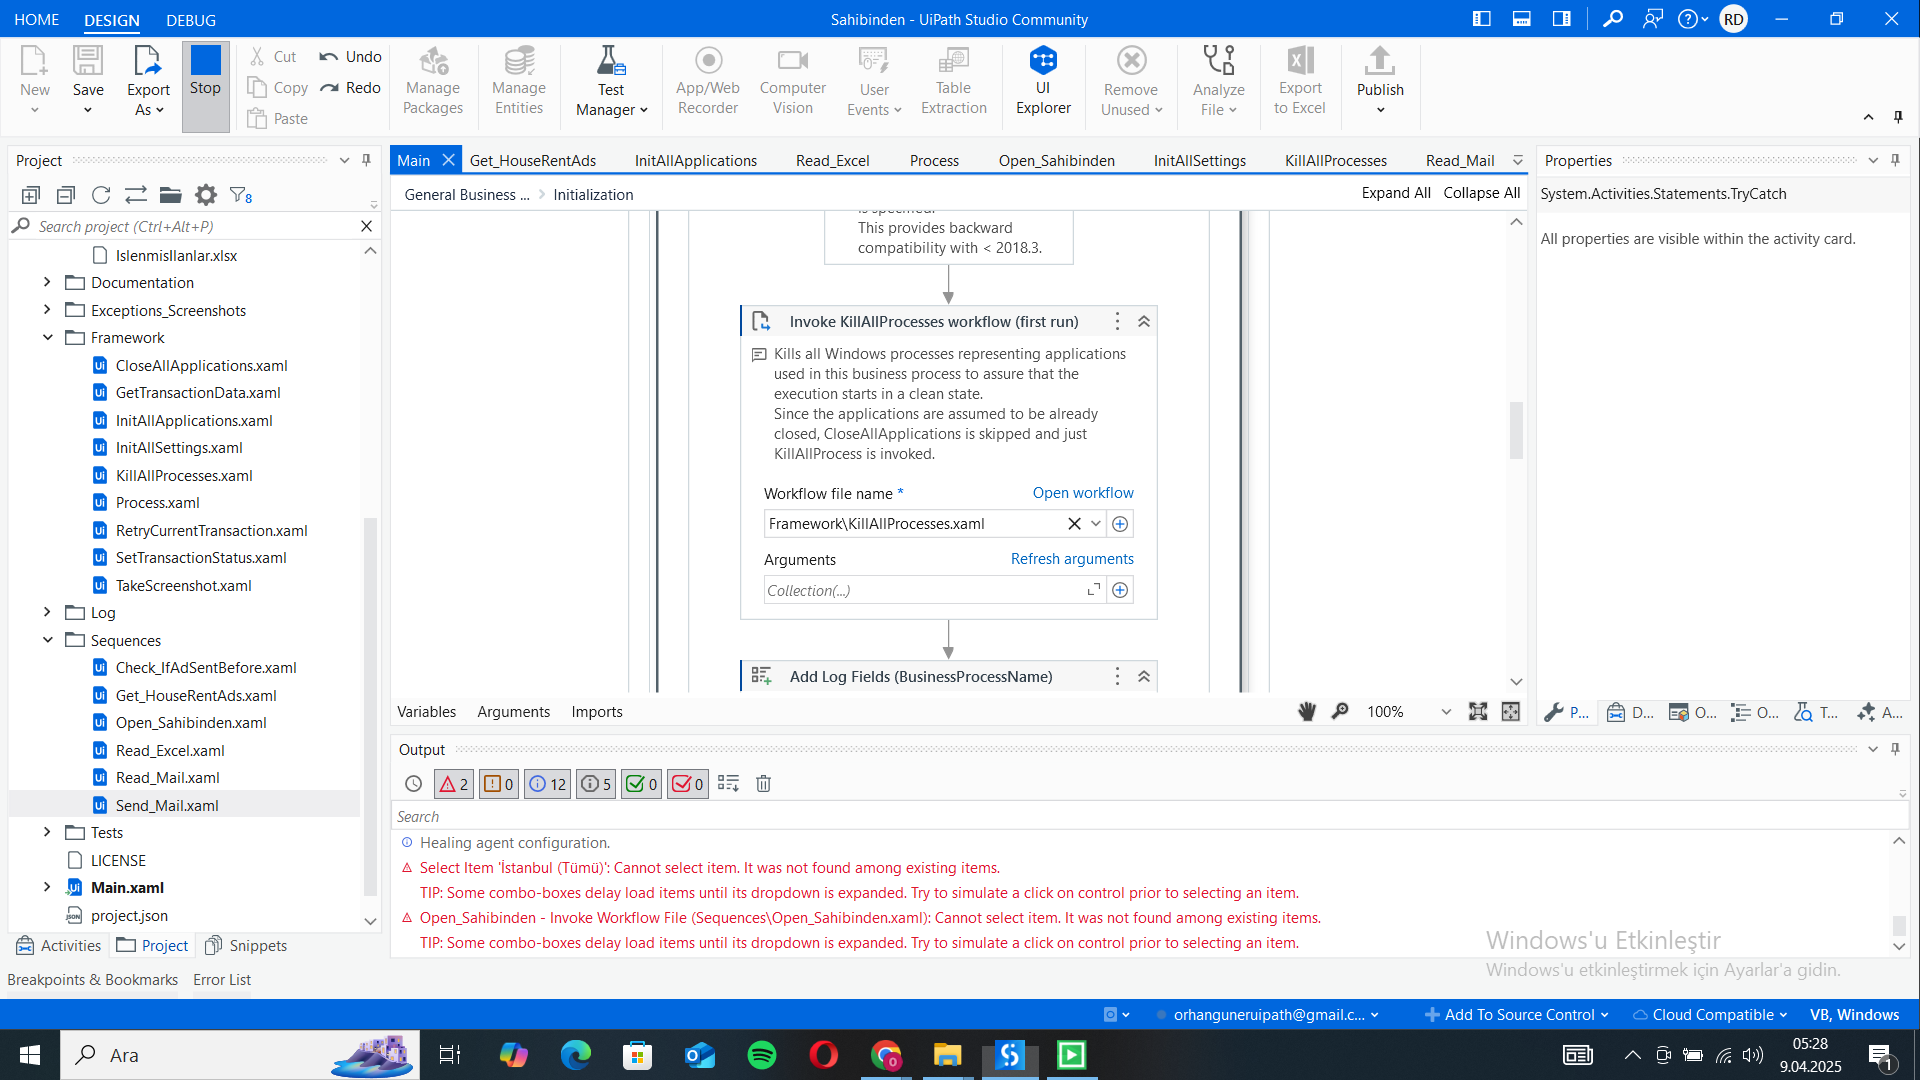 HOME DESIGN DEBUG
Sahibinden - UiPath Studio Community
RD
New
Save
Export As
Stop
Cut
Copy
Paste
Undo
Redo
Manage Packages
Manage Entities
Test Manager
App/Web Recorder
Computer Vision
User Events
Table Extraction
UI Explorer
Remove Unused
Analyze File
Export to Excel
Publish
Project
8
Search project (Ctrl+Alt+P)
IslenmisIlanlar.xlsx
Documentation
Exceptions_Screenshots
Framework
CloseAllApplications.xaml
GetTransactionData.xaml
InitAllApplications.xaml
InitAllSettings.xaml
KillAllProcesses.xaml
Process.xaml
RetryCurrentTransaction.xaml
SetTransactionStatus.xaml
TakeScreenshot.xaml
Log
Sequences
Check_IfAdSentBefore.xaml
Get_HouseRentAds.xaml
Open_Sahibinden.xaml
Read_Excel.xaml
Read_Mail.xaml
Send_Mail.xaml
Tests
LICENSE
Main.xaml
project.json
Activities Project Snippets
Breakpoints & Bookmarks Error List
Main Get_HouseRentAds InitAllApplications Read_Excel Process Open_Sahibinden InitAllSettings KillAllProcesses Read_Mail
General Business ... Initialization
Expand All Collapse All
is specified.
This provides backward
compatibility with < 2018.3.
Invoke KillAllProcesses workflow (first run)
Kills all Windows processes representing applications
used in this business process to assure that the
execution starts in a clean state.
Since the applications are assumed to be already
closed, CloseAllApplications is skipped and just
KillAllProcess is invoked.
Workflow file name * Open workflow
Framework\KillAllProcesses.xaml
Arguments Refresh arguments
Collection(...)
Add Log Fields (BusinessProcessName)
Variables Arguments Imports
100%
Properties
System.Activities.Statements.TryCatch
All properties are visible within the activity card.
P... D... O... O... T... A...
Output
2 0 12 5 0 0
Search
Healing agent configuration.
Select Item 'İstanbul (Tümü)': Cannot select item. It was not found among existing items.
TIP: Some combo-boxes delay load items until its dropdown is expanded. Try to simulate a click on control prior to selecting an item.
Open_Sahibinden - Invoke Workflow File (Sequences\Open_Sahibinden.xaml): Cannot select item. It was not found among existing items.
TIP: Some combo-boxes delay load items until its dropdown is expanded. Try to simulate a click on control prior to selecting an item.
Windows'u Etkinleştir
Windows'u etkinleştirmek için Ayarlar'a gidin.
orhanguneruipath@gmail.c... Add To Source Control Cloud Compatible VB, Windows
Ara
05:28
9.04.2025
1